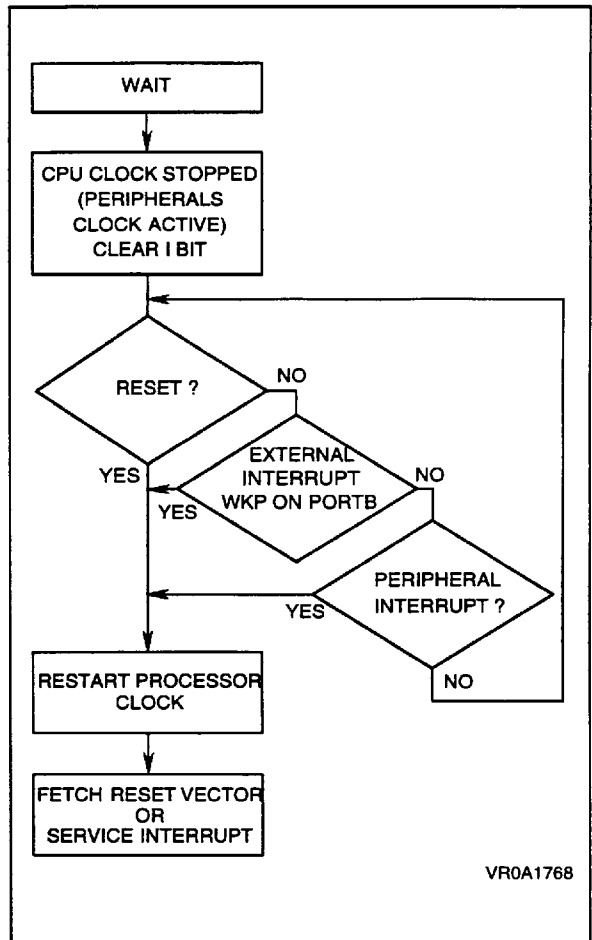 WAIT
CPU CLOCK STOPPED
(PERIPHERALS
CLOCK ACTIVE)
CLEAR I BIT
RESET ?
NO
YES
EXTERNAL
INTERRUPT
WKP ON PORTB
NO
YES
PERIPHERAL
INTERRUPT ?
YES
NO
RESTART PROCESSOR
CLOCK
FETCH RESET VECTOR
OR
SERVICE INTERRUPT
VR0A1768